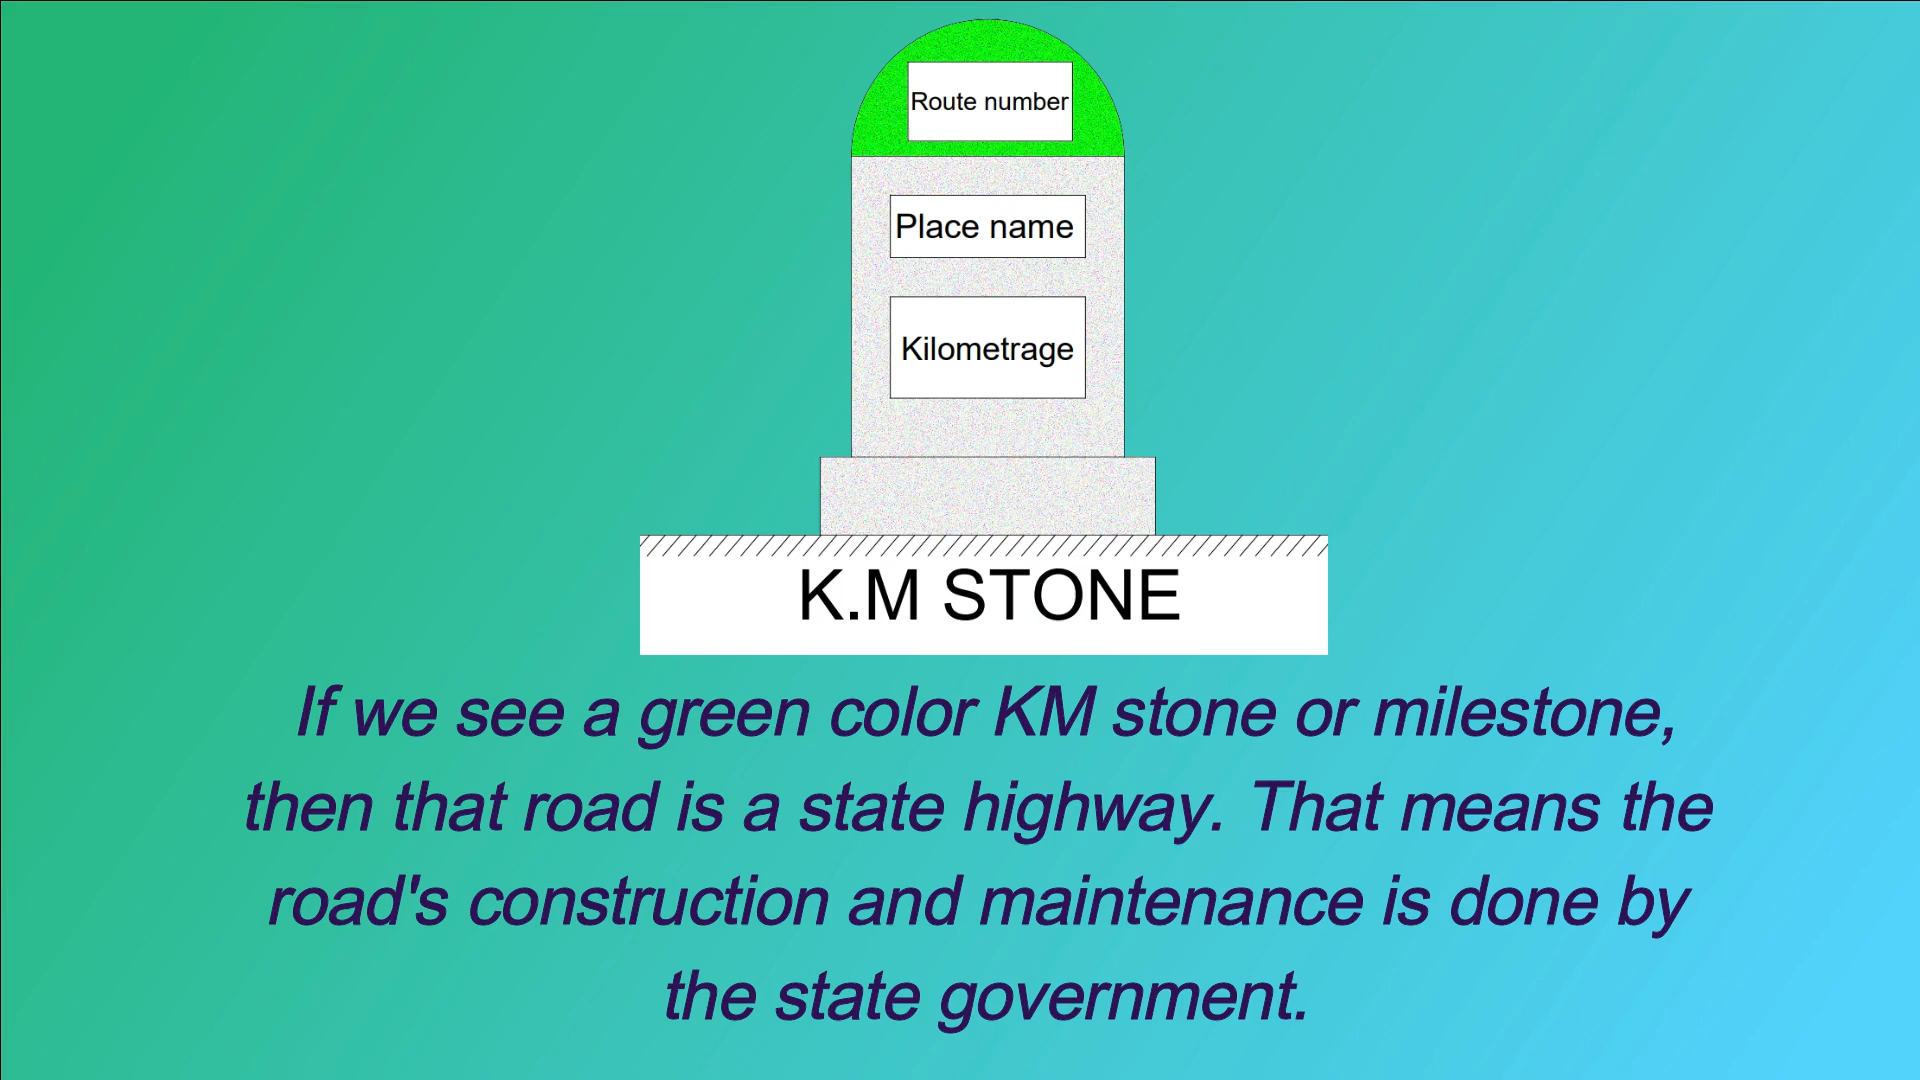 Route number
Place name
Kilometrage
K.M STONE
If we see a green color KM stone or milestone,
then that road is a state highway. That means the
road's construction and maintenance is done by
the state government.